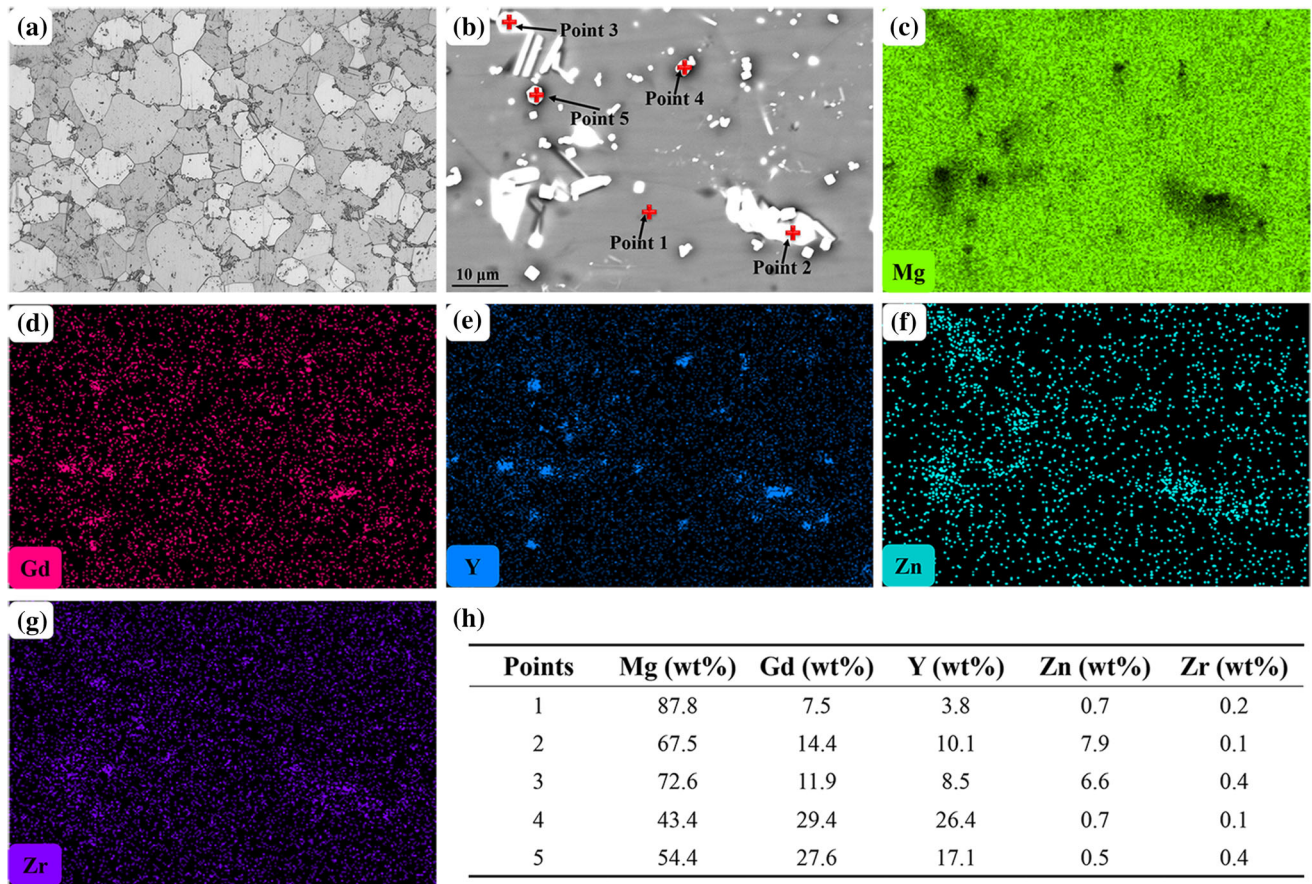 (a)
(b)
Point 3
Point 4
Point 5
Point 1
Point 2
10 μm
(c)
Mg
(d)
Gd
(e)
Y
(f)
Zn
(g)
Zr
(h)
Points Mg (wt%) Gd (wt%) Y (wt%) Zn (wt%) Zr (wt%)
1 87.8 7.5 3.8 0.7 0.2
2 67.5 14.4 10.1 7.9 0.1
3 72.6 11.9 8.5 6.6 0.4
4 43.4 29.4 26.4 0.7 0.1
5 54.4 27.6 17.1 0.5 0.4